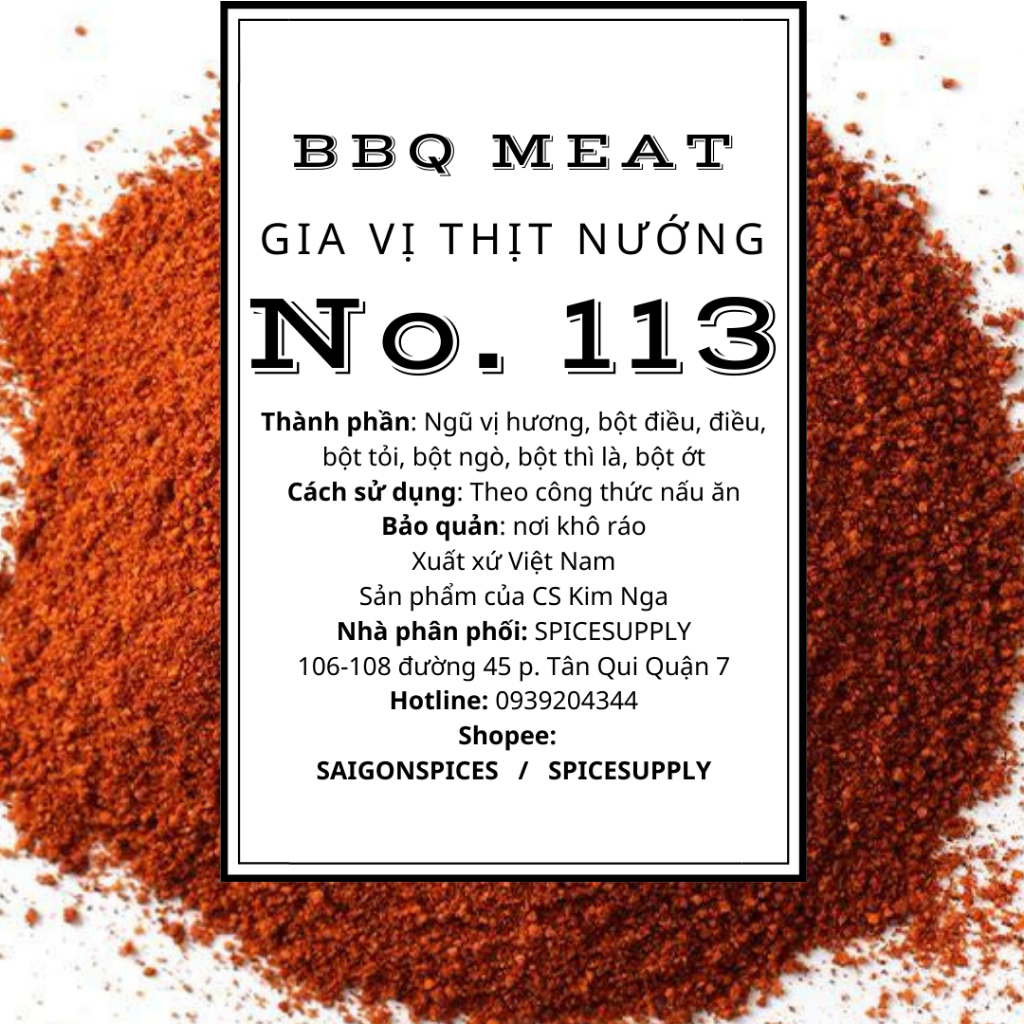 BBQ MEAT
GIA VỊ THỊT NƯỚNG
No. 113
Thành phần: Ngũ vị hương, bột điều, điều,
bột tỏi, bột ngò, bột thì là, bột ớt
Cách sử dụng: Theo công thức nấu ăn
Bảo quản: nơi khô ráo
Xuất xứ Việt Nam
Sản phẩm của CS Kim Nga
Nhà phân phối: SPICESUPPLY
106-108 đường 45 p. Tân Qui Quận 7
Hotline: 0939204344
Shopee:
SAIGONSPICES / SPICESUPPLY